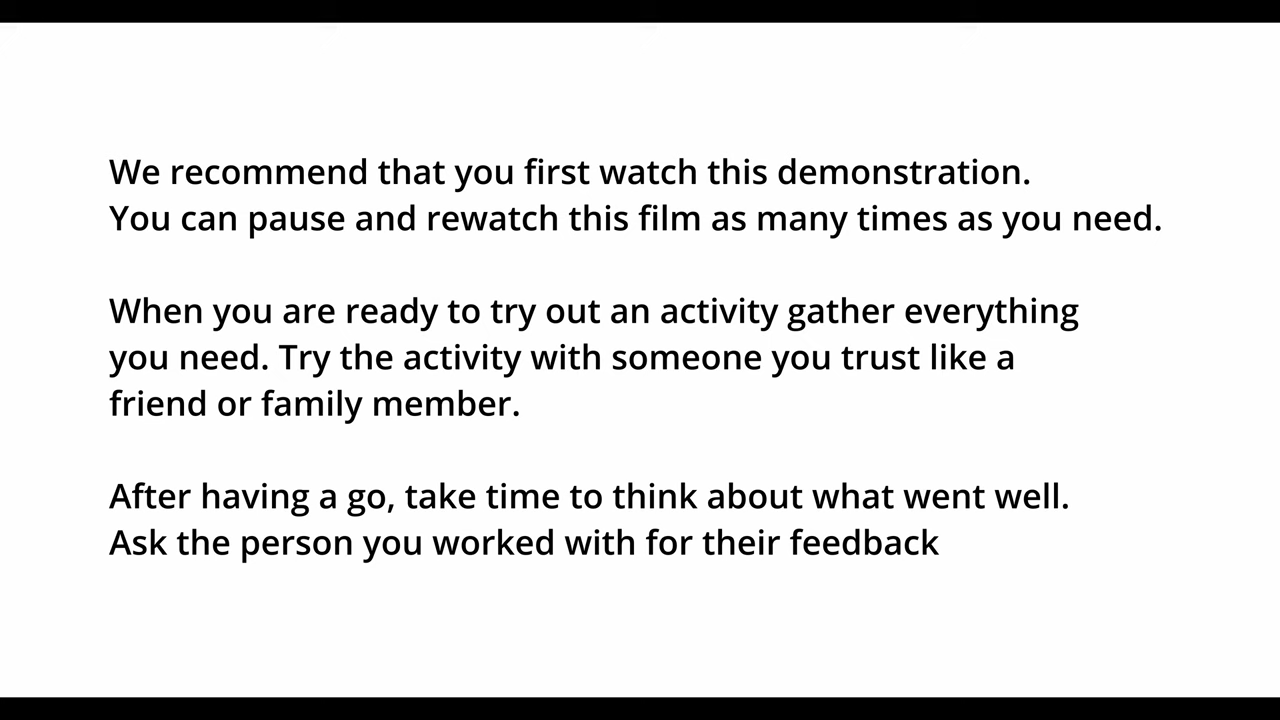 We recommend that you first watch this demonstration.
You can pause and rewatch this film as many times as you need.
When you are ready to try out an activity gather everything
you need. Try the activity with someone you trust like a
friend or family member.
After having a go, take time to think about what went well.
Ask the person you worked with for their feedback